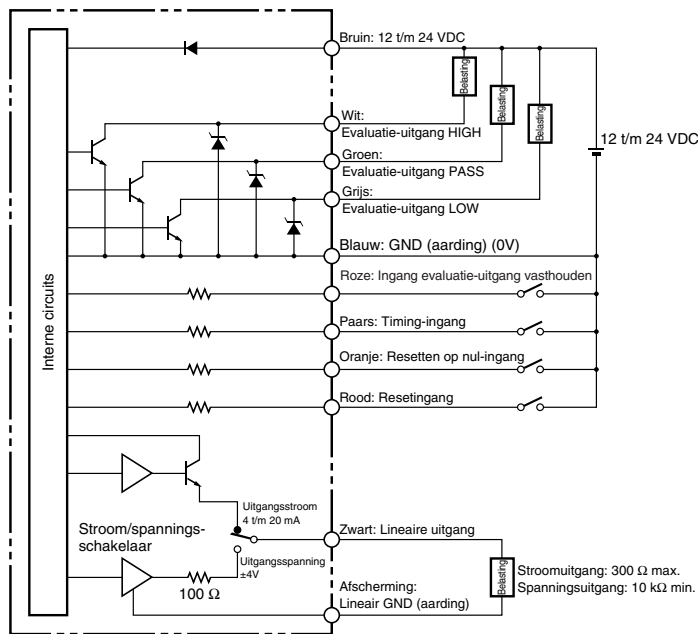 Bruin: 12 t/m 24 VDC
Belasting
Belasting
Belasting
12 t/m 24 VDC
Wit:
Evaluatie-uitgang HIGH
Groen:
Evaluatie-uitgang PASS
Grijs:
Evaluatie-uitgang LOW
Blauw: GND (aarding) (0V)
Roze: Ingang evaluatie-uitgang vasthouden
Paars: Timing-ingang
Oranje: Resetten op nul-ingang
Rood: Resetingang
Interne circuits
Uitgangsstroom
4 t/m 20 mA
Stroom/spannings-
schakelaar
Uitgangsspanning
±4V
100 Ω
Zwart: Lineaire uitgang
Belasting
Stroomuitgang: 300 Ω max.
Spanningsuitgang: 10 kΩ min.
Afscherming:
Lineair GND (aarding)